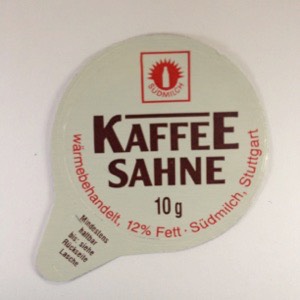 SÜDMILCH
KAFFEE
SAHNE
10 g
wärmebehandelt, 12% Fett · Südmilch, Stuttgart
Mindestens
haltbar
bis: siehe
Rückseite
Lasche